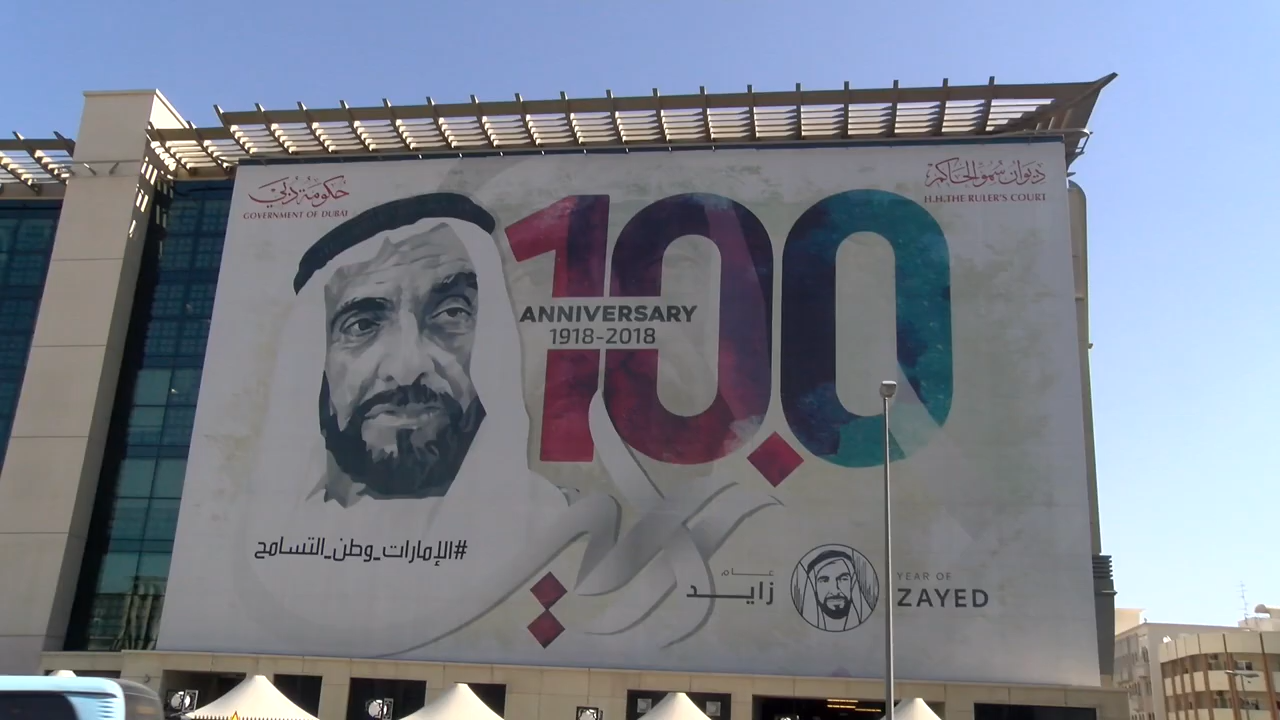 حكومة دبي
GOVERNMENT OF DUBAI
ديوان سمو الحاكم
H.H.THE RULER'S COURT
100
ANNIVERSARY
1918-2018
#الإمارات_وطن_التسامح
عام
زايد
YEAR OF
ZAYED